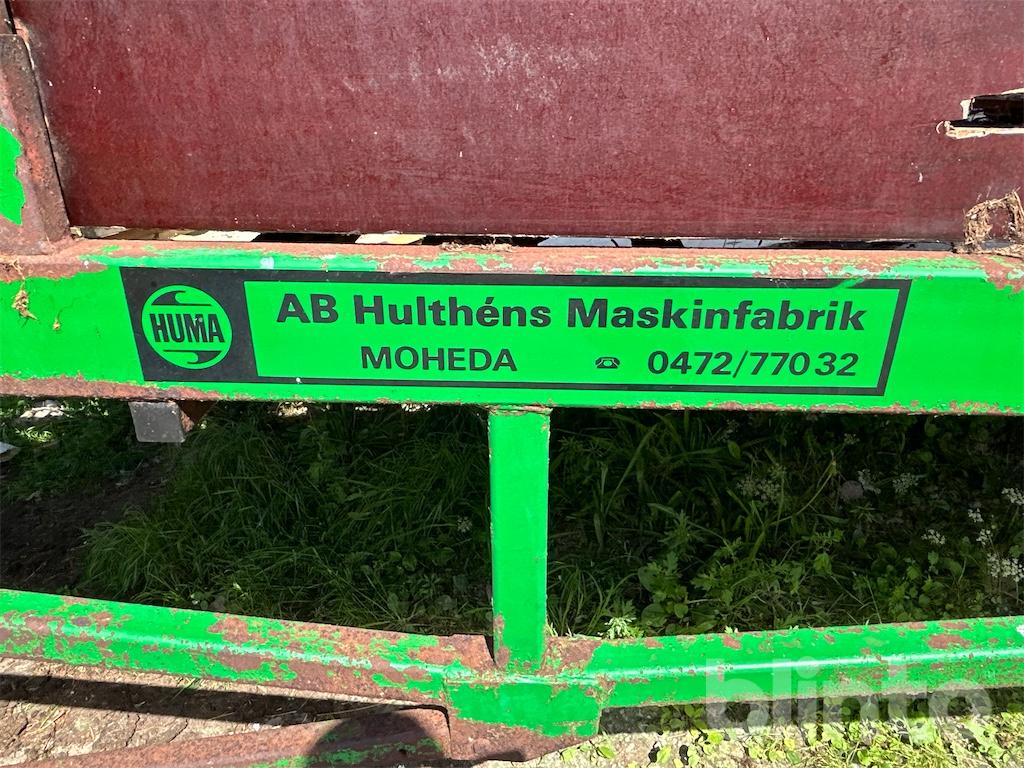 HUMA
AB Hulthéns Maskinfabrik
MOHEDA ☎ 0472/770 32
blinto